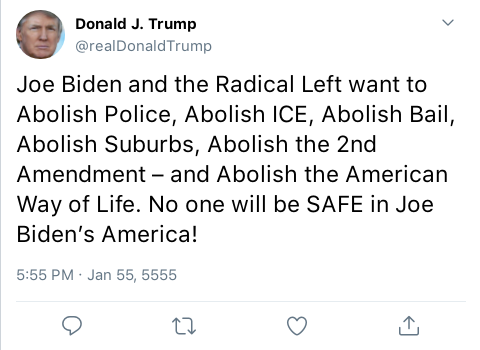 Donald J. Trump
@realDonaldTrump
Joe Biden and the Radical Left want to
Abolish Police, Abolish ICE, Abolish Bail,
Abolish Suburbs, Abolish the 2nd
Amendment – and Abolish the American
Way of Life. No one will be SAFE in Joe
Biden’s America!
5:55 PM · Jan 55, 5555